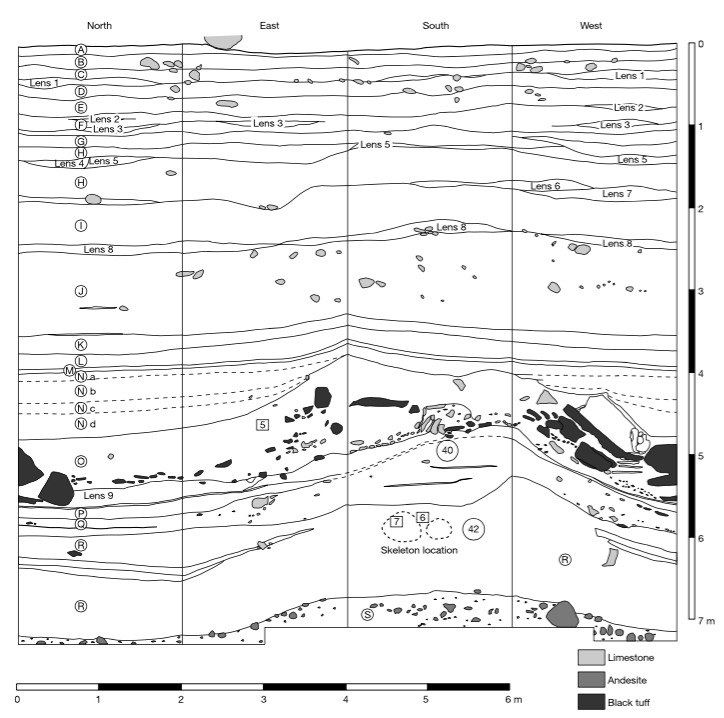 North East South West
A
B
C
Lens 1 Lens 1
D
E
Lens 2 Lens 2
F Lens 3 Lens 3
Lens 3
G Lens 5
H
Lens 4 Lens 5 Lens 5
H Lens 6
Lens 7
I Lens 8
Lens 8 Lens 8
J
K
L
M
N a
N b
N c
N d 5
40
O
Lens 9
P
Q
7 6 42
Skeleton location
R R
R S
0
1
2
3
4
5
6
7 m
Limestone
Andesite
Black tuff
0 1 2 3 4 5 6 m